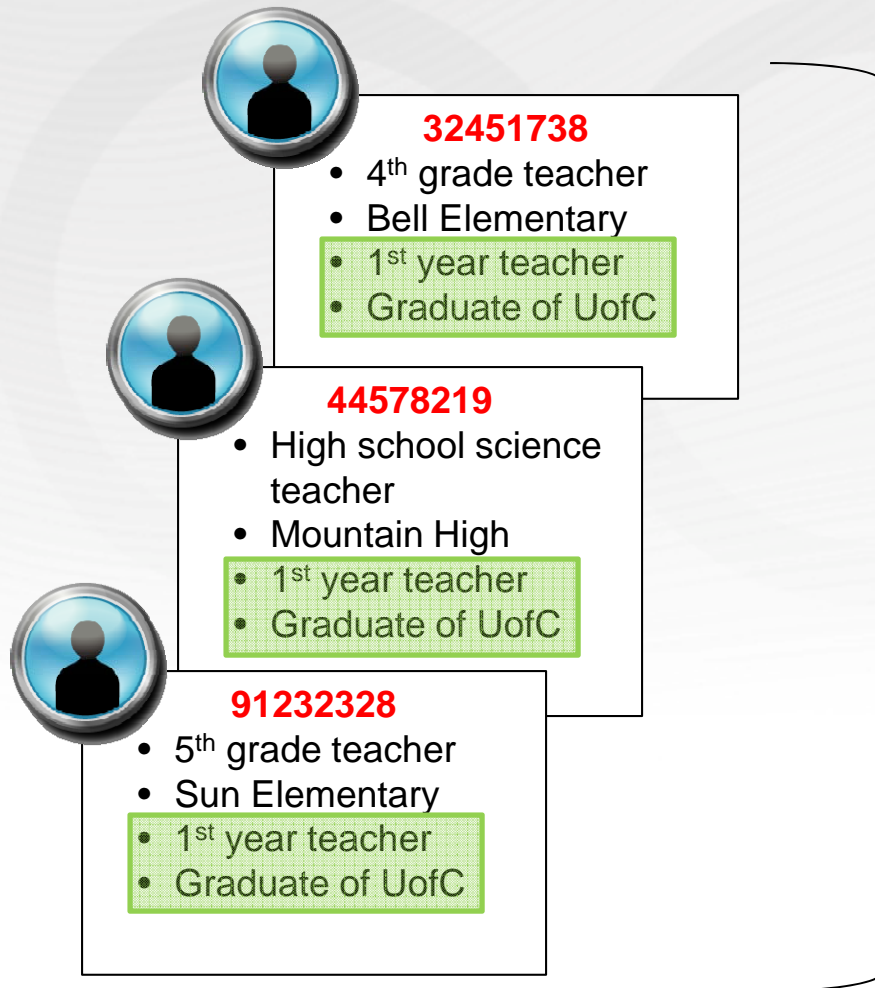 32451738
• 4th grade teacher
• Bell Elementary
• 1st year teacher
• Graduate of UofC
44578219
• High school science
teacher
• Mountain High
• 1st year teacher
• Graduate of UofC
91232328
• 5th grade teacher
• Sun Elementary
• 1st year teacher
• Graduate of UofC